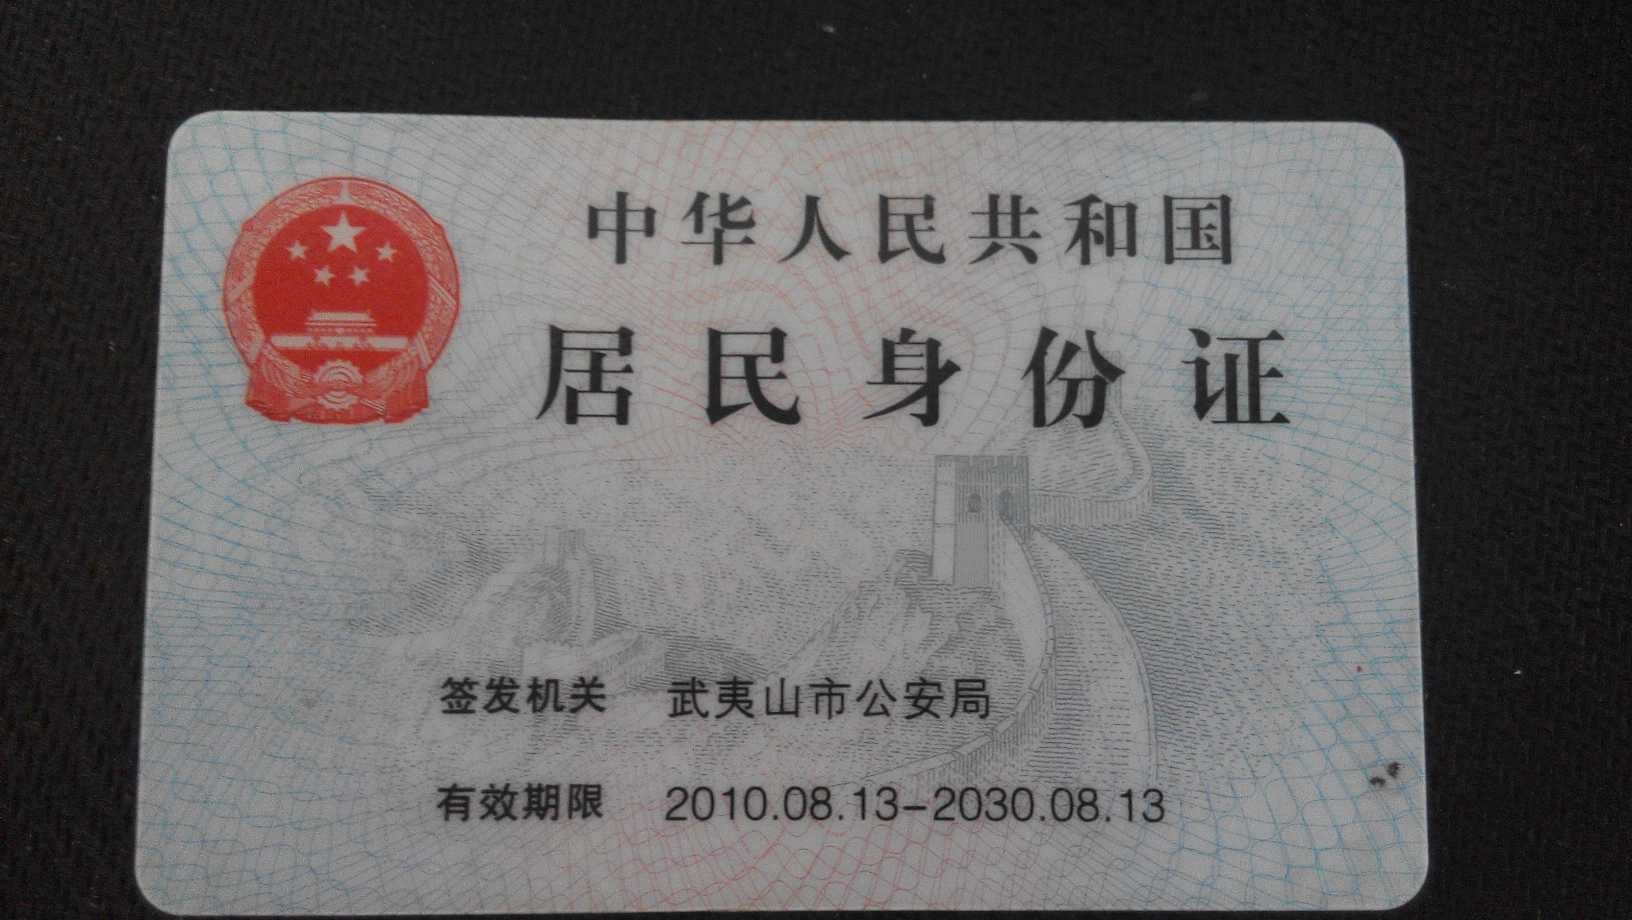 中华人民共和国
居民身份证
签发机关 武夷山市公安局
有效期限 2010.08.13-2030.08.13